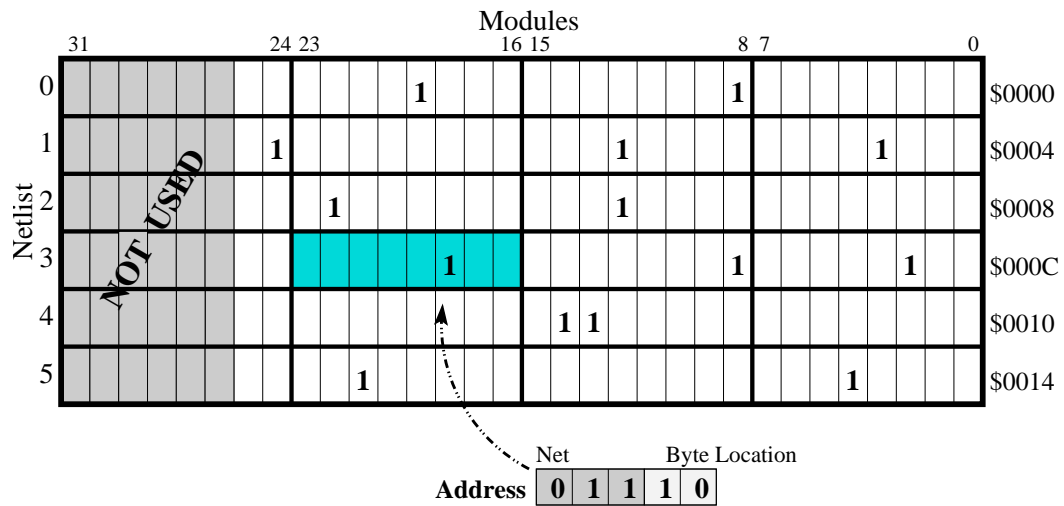 Modules
31 24 23 16 15 8 7 0
Netlist
NOT USED
0 1 1 $0000
1 1 1 1 $0004
2 1 1 $0008
3 1 1 1 $000C
4 1 1 $0010
5 1 1 $0014
Net Byte Location
Address 0 1 1 1 0